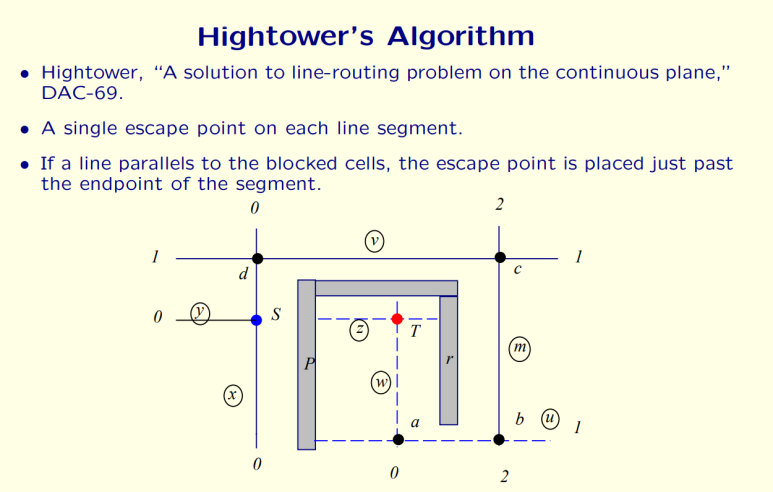 Hightower's Algorithm
• Hightower, “A solution to line-routing problem on the continuous plane,”
DAC-69.
• A single escape point on each line segment.
• If a line parallels to the blocked cells, the escape point is placed just past
the endpoint of the segment.
0 2
1 v 1
d c
0 y S z T
P r m
x w
a b u 1
0 0 2